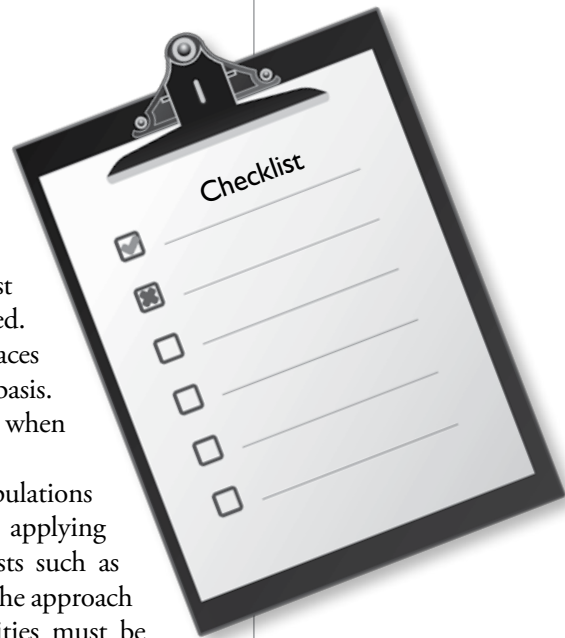 Checklist
st
ed.
aces
basis.
when
pulations
applying
sts such as
he approach
ities must be